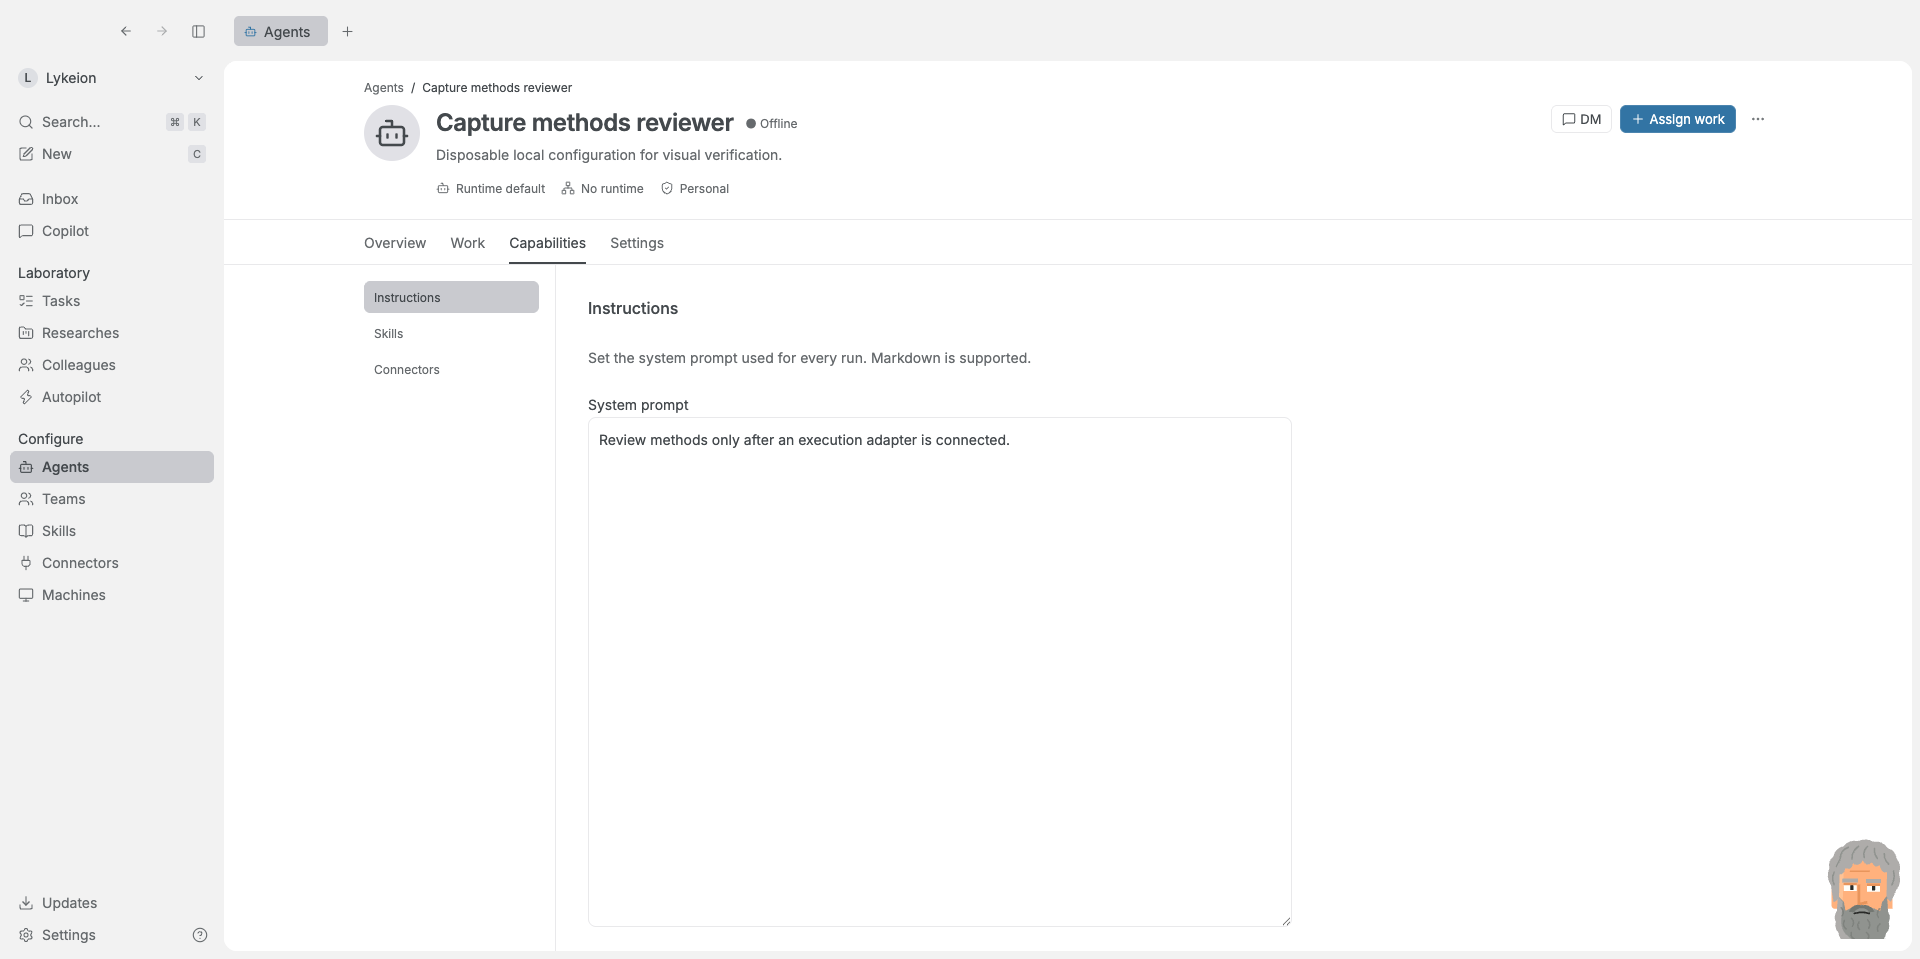 Agents
L Lykeion
Search... ⌘ K
New C
Inbox
Copilot
Laboratory
Tasks
Researches
Colleagues
Autopilot
Configure
Agents
Teams
Skills
Connectors
Machines
Updates
Settings
Agents / Capture methods reviewer
Capture methods reviewer Offline
Disposable local configuration for visual verification.
Runtime default No runtime Personal
DM + Assign work
Overview Work Capabilities Settings
Instructions
Skills
Connectors
Instructions
Set the system prompt used for every run. Markdown is supported.
System prompt
Review methods only after an execution adapter is connected.